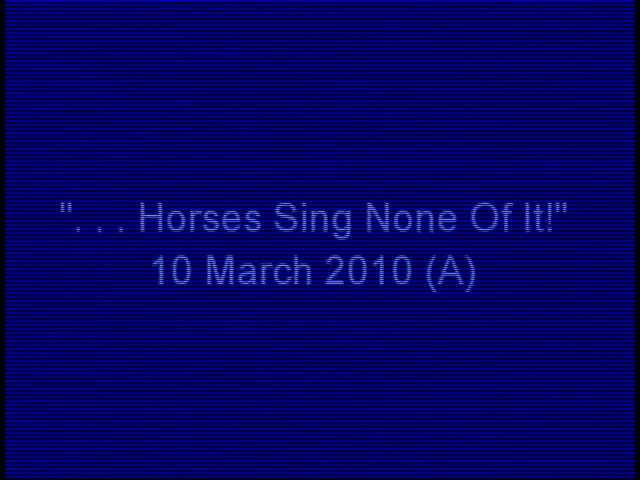 ". . . Horses Sing None Of It!"
10 March 2010 (A)